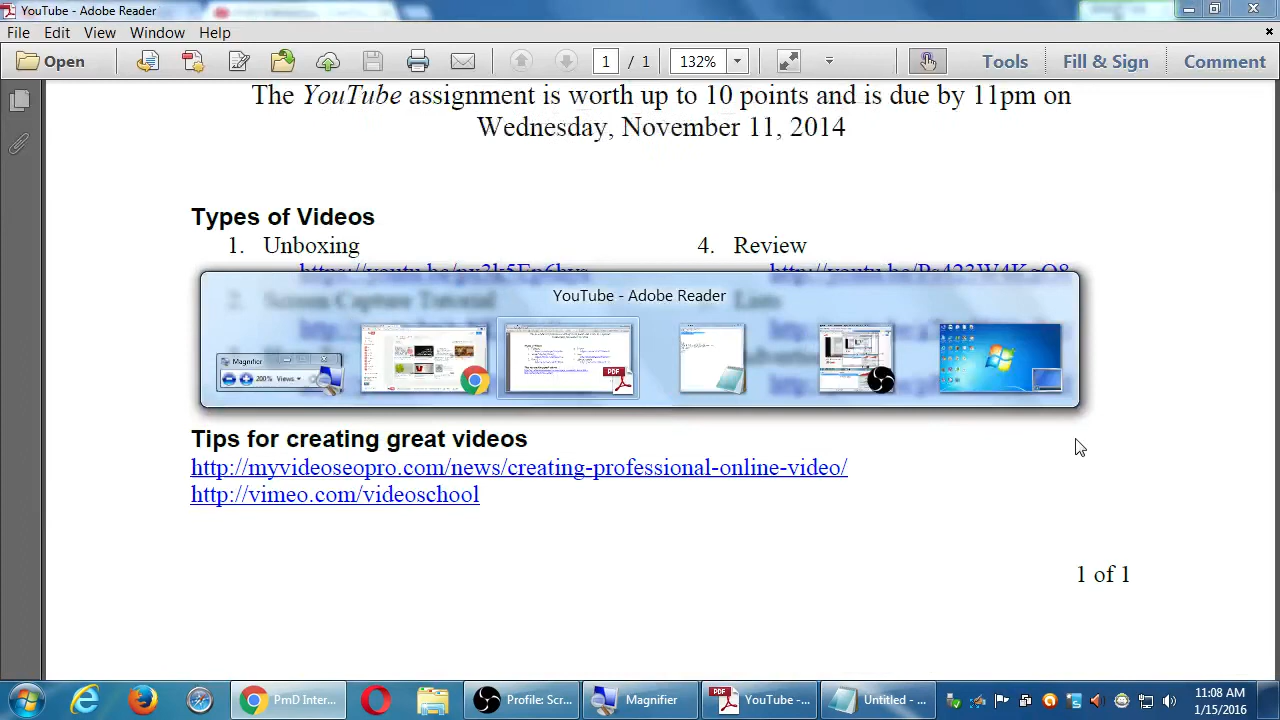 YouTube - Adobe Reader
File Edit View Window Help
Open 1 / 1 132% Tools Fill & Sign Comment
The YouTube assignment is worth up to 10 points and is due by 11pm on
Wednesday, November 11, 2014
Types of Videos
1. Unboxing
4. Review
YouTube - Adobe Reader
Magnifier
200% Views
PDF
Tips for creating great videos
http://myvideoseopro.com/news/creating-professional-online-video/
http://vimeo.com/videoschool
1 of 1
PmD Inter... Profile: Scr... Magnifier YouTube -... Untitled - ...
11:08 AM
1/15/2016